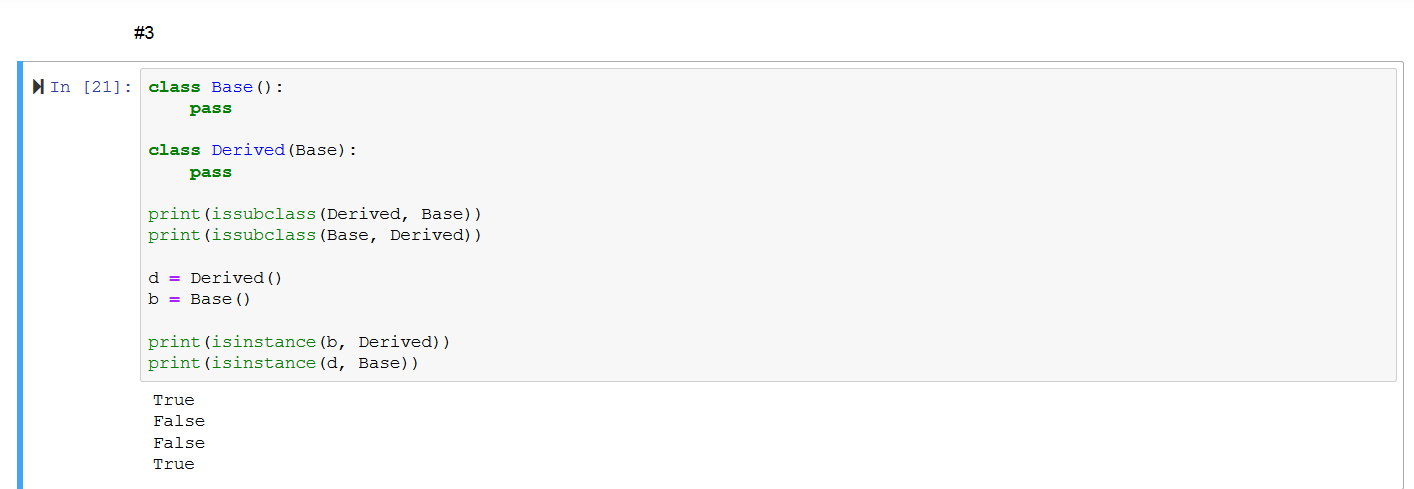 #3
In [21]:
class Base():
    pass

class Derived(Base):
    pass

print(issubclass(Derived, Base))
print(issubclass(Base, Derived))

d = Derived()
b = Base()

print(isinstance(b, Derived))
print(isinstance(d, Base))
True
False
False
True